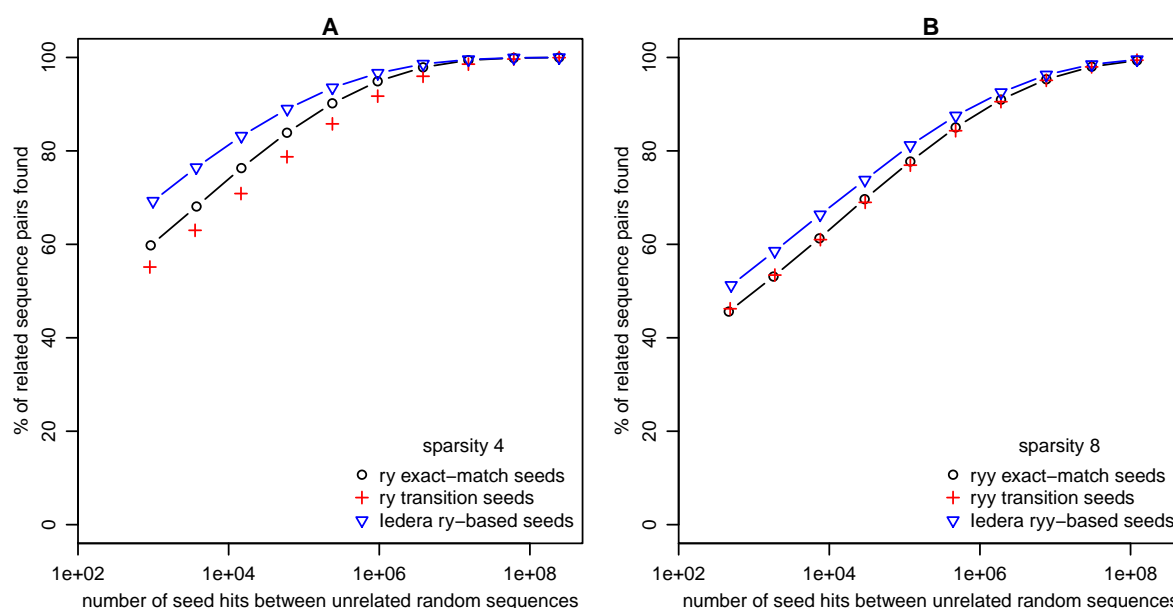 A
100
80
60
40
20
0
% of related sequence pairs found
sparsity 4
ry exact−match seeds
ry transition seeds
ledera ry−based seeds
1e+02 1e+04 1e+06 1e+08
number of seed hits between unrelated random sequences
B
100
80
60
40
20
0
% of related sequence pairs found
sparsity 8
ryy exact−match seeds
ryy transition seeds
ledera ryy−based seeds
1e+02 1e+04 1e+06 1e+08
number of seed hits between unrelated random sequences